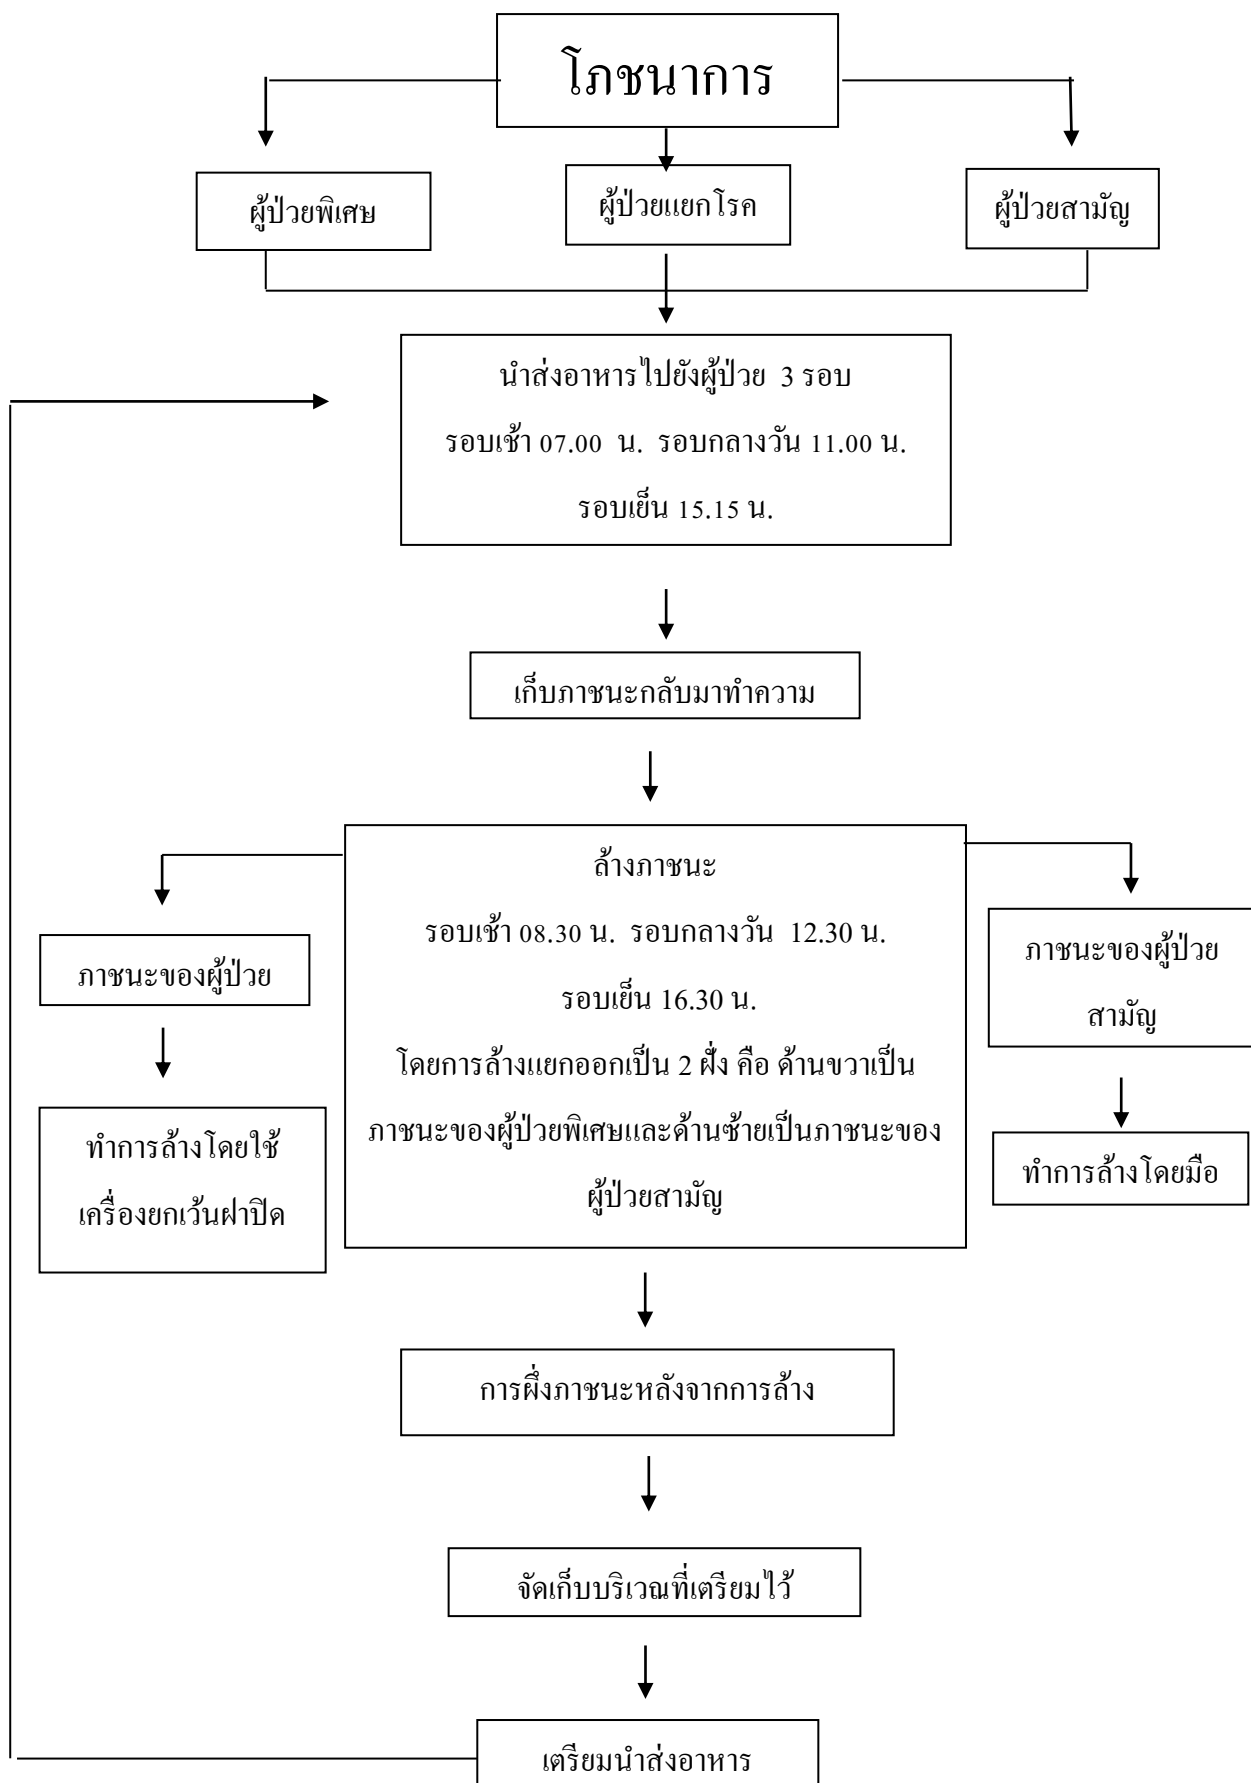 โภชนาการ
ผู้ป่วยพิเศษ
ผู้ป่วยแยกโรค
ผู้ป่วยสามัญ
นำส่งอาหารไปยังผู้ป่วย 3 รอบ
รอบเช้า 07.00 น. รอบกลางวัน 11.00 น.
รอบเย็น 15.15 น.
เก็บภาชนะกลับมาทำความ
ล้างภาชนะ
รอบเช้า 08.30 น. รอบกลางวัน 12.30 น.
รอบเย็น 16.30 น.
โดยการล้างแยกออกเป็น 2 ฝั่ง คือ ด้านขวาเป็น
ภาชนะของผู้ป่วยพิเศษและด้านซ้ายเป็นภาชนะของ
ผู้ป่วยสามัญ
ภาชนะของผู้ป่วย
ทำการล้างโดยใช้
เครื่องยกเว้นฝาปิด
ภาชนะของผู้ป่วย
สามัญ
ทำการล้างโดยมือ
การผึ่งภาชนะหลังจากการล้าง
จัดเก็บบริเวณที่เตรียมไว้
เตรียมนำส่งอาหาร